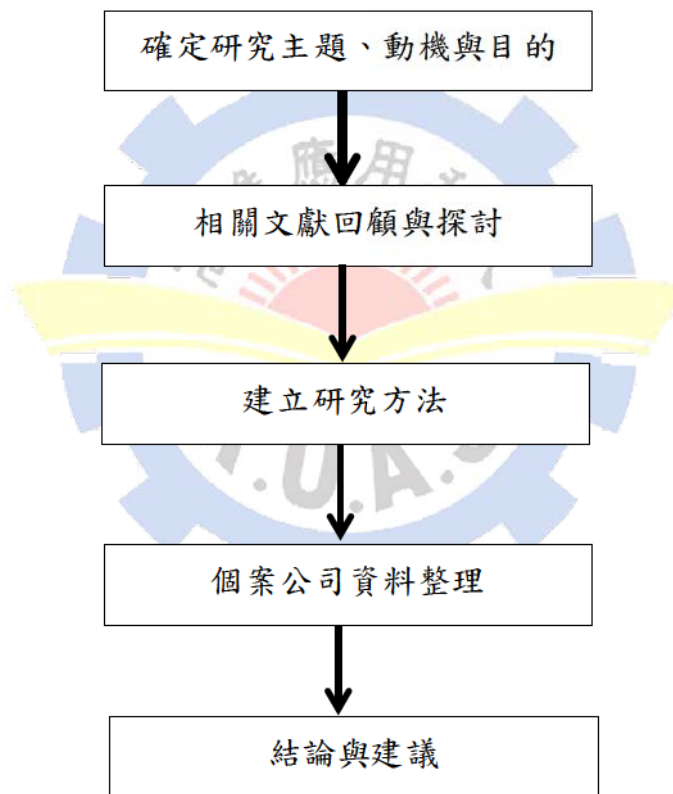 確定研究主題、動機與目的
應用
相關文獻回顧與探討
建立研究方法
U.A.S
個案公司資料整理
結論與建議